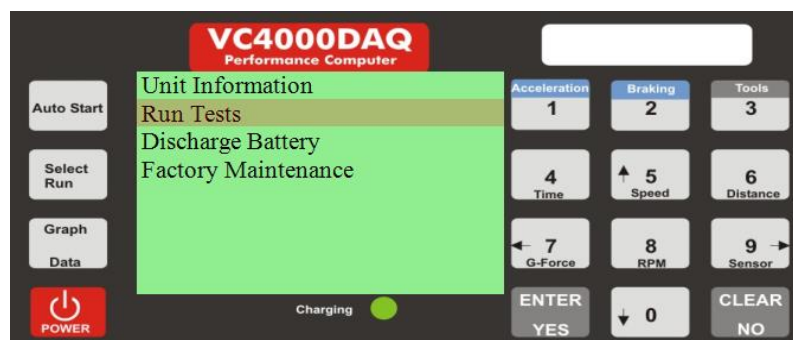 VC4000DAQ
Performance Computer
Unit Information
Run Tests
Discharge Battery
Factory Maintenance
Auto Start
Select
Run
Graph
Data
POWER
Charging
Acceleration
1
Braking
2
Tools
3
4
Time
5
Speed
6
Distance
7
G-Force
8
RPM
9
Sensor
ENTER
YES
0
CLEAR
NO